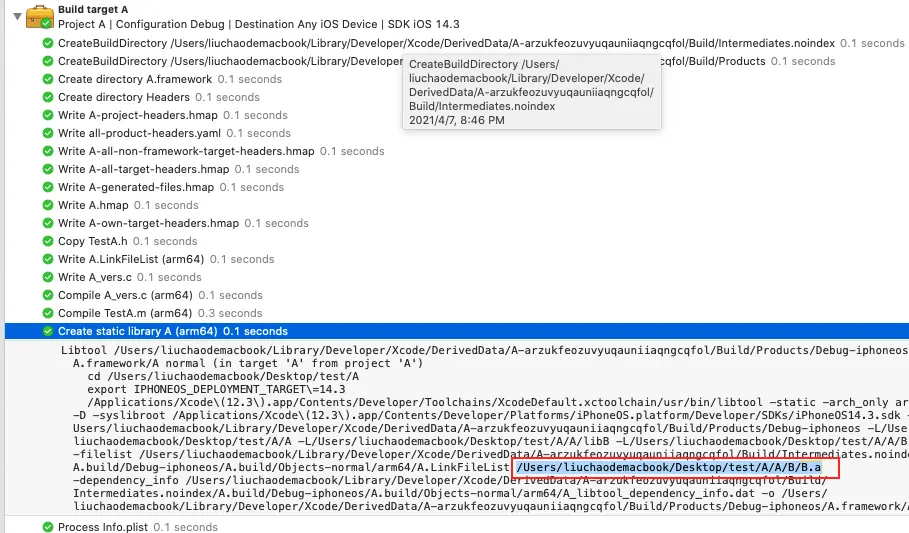 Build target A
Project A | Configuration Debug | Destination Any iOS Device | SDK iOS 14.3
CreateBuildDirectory /Users/liuchaodemacbook/Library/Developer/Xcode/DerivedData/A-arzukfeozuvyuqauniiaqngcqfol/Build/Intermediates.noindex 0.1 seconds
CreateBuildDirectory /Users/liuchaodemacbook/Library/Deve
qauniiaqngcqfol/Build/Products 0.1 seconds
CreateBuildDirectory /Users/
liuchaodemacbook/Library/Developer/Xcode/
DerivedData/A-arzukfeozuvyuqauniiaqngcqfol/
Build/Intermediates.noindex
2021/4/7, 8:46 PM
Create directory A.framework 0.1 seconds
Create directory Headers 0.1 seconds
Write A-project-headers.hmap 0.1 seconds
Write all-product-headers.yaml 0.1 seconds
Write A-all-non-framework-target-headers.hmap 0.1 seconds
Write A-all-target-headers.hmap 0.1 seconds
Write A-generated-files.hmap 0.1 seconds
Write A.hmap 0.1 seconds
Write A-own-target-headers.hmap 0.1 seconds
Copy TestA.h 0.1 seconds
Write A.LinkFileList (arm64) 0.1 seconds
Write A_vers.c 0.1 seconds
Compile A_vers.c (arm64) 0.1 seconds
Compile TestA.m (arm64) 0.3 seconds
Create static library A (arm64) 0.1 seconds
Libtool /Users/liuchaodemacbook/Library/Developer/Xcode/DerivedData/A-arzukfeozuvyuqauniiaqngcqfol/Build/Products/Debug-iphoneos
A.framework/A normal (in target 'A' from project 'A')
cd /Users/liuchaodemacbook/Desktop/test/A
export IPHONEOS_DEPLOYMENT_TARGET\=14.3
/Applications/Xcode\(12.3\).app/Contents/Developer/Toolchains/XcodeDefault.xctoolchain/usr/bin/libtool -static -arch_only ar
-D -syslibroot /Applications/Xcode\(12.3\).app/Contents/Developer/Platforms/iPhoneOS.platform/Developer/SDKs/iPhoneOS14.3.sdk -
Users/liuchaodemacbook/Library/Developer/Xcode/DerivedData/A-arzukfeozuvyuqauniiaqngcqfol/Build/Products/Debug-iphoneos -L/Use
liuchaodemacbook/Desktop/test/A/A -L/Users/liuchaodemacbook/Desktop/test/A/A/libB -L/Users/liuchaodemacbook/Desktop/test/A/A/B
-filelist /Users/liuchaodemacbook/Library/Developer/Xcode/DerivedData/A-arzukfeozuvyuqauniiaqngcqfol/Build/Intermediates.noinde
A.build/Debug-iphoneos/A.build/Objects-normal/arm64/A.LinkFileList /Users/liuchaodemacbook/Desktop/test/A/A/B/B.a
-dependency_info /Users/liuchaodemacbook/Library/Developer/Xcode/DerivedData/A-arzukfeozuvyuqauniiaqngcqfol/Build/
Intermediates.noindex/A.build/Debug-iphoneos/A.build/Objects-normal/arm64/A_libtool_dependency_info.dat -o /Users/
liuchaodemacbook/Library/Developer/Xcode/DerivedData/A-arzukfeozuvyuqauniiaqngcqfol/Build/Products/Debug-iphoneos/A.framework/A
Process Info.plist 0.1 seconds